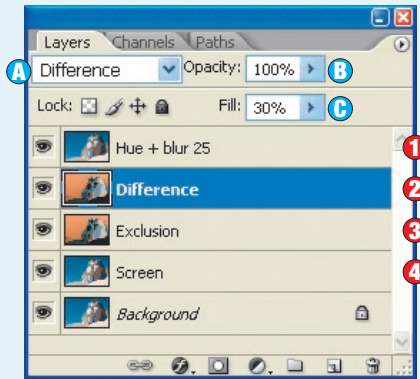 Layers Channels Paths
A Difference Opacity: 100% B
Lock: Fill: 30% C
Hue + blur 25 1
Difference 2
Exclusion 3
Screen 4
Background